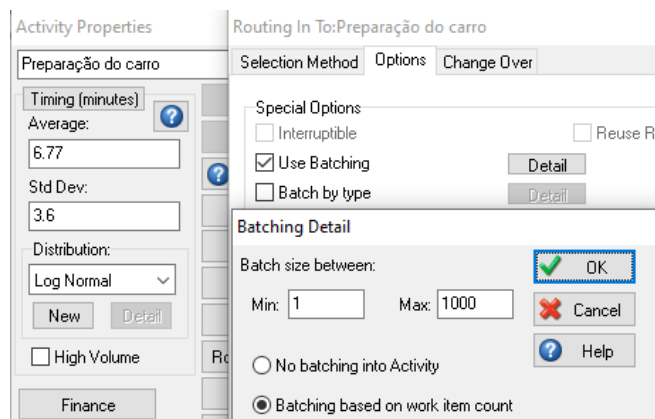 Activity Properties
Preparação do carro
Timing (minutes)
Average:
6.77
Std Dev:
3.6
Distribution:
Log Normal
New Detail
High Volume
Finance
Routing In To:Preparação do carro
Selection Method Options Change Over
Special Options
Interruptible Reuse R
Use Batching Detail
Batch by type Detail
Batching Detail
Batch size between:
Min: 1 Max: 1000
No batching into Activity
Batching based on work item count
OK
Cancel
Help